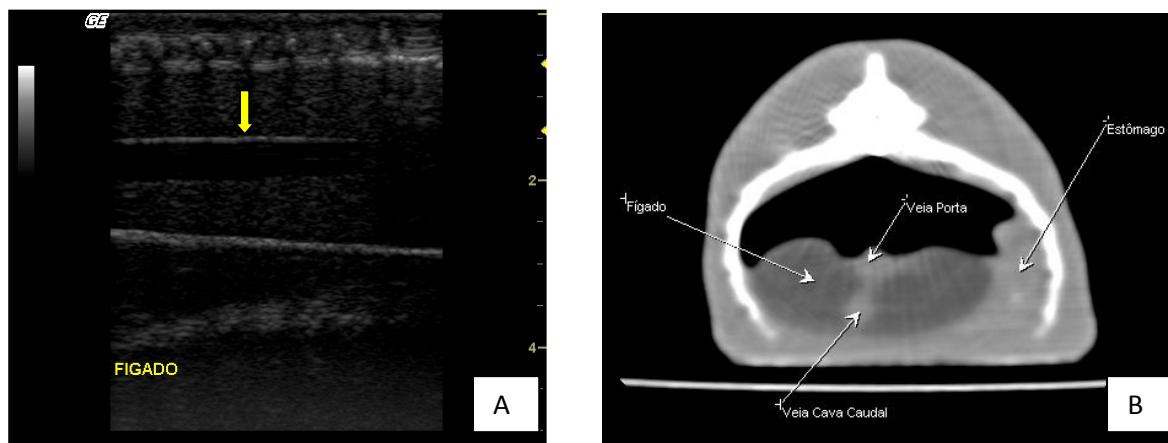 GE
2
4
FIGADO
A
Estômago
Fígado
Veia Porta
Veia Cava Caudal
B